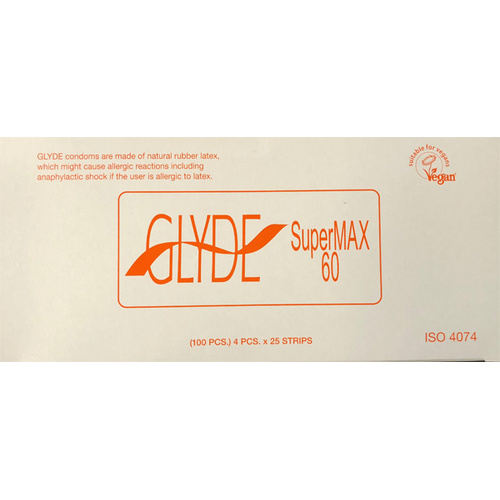 GLYDE condoms are made of natural rubber latex,
which might cause allergic reactions including
anaphylactic shock if the user is allergic to latex.
suitable for vegans
Vegan
GLYDE
SuperMAX
60
(100 PCS.) 4 PCS. x 25 STRIPS
ISO 4074